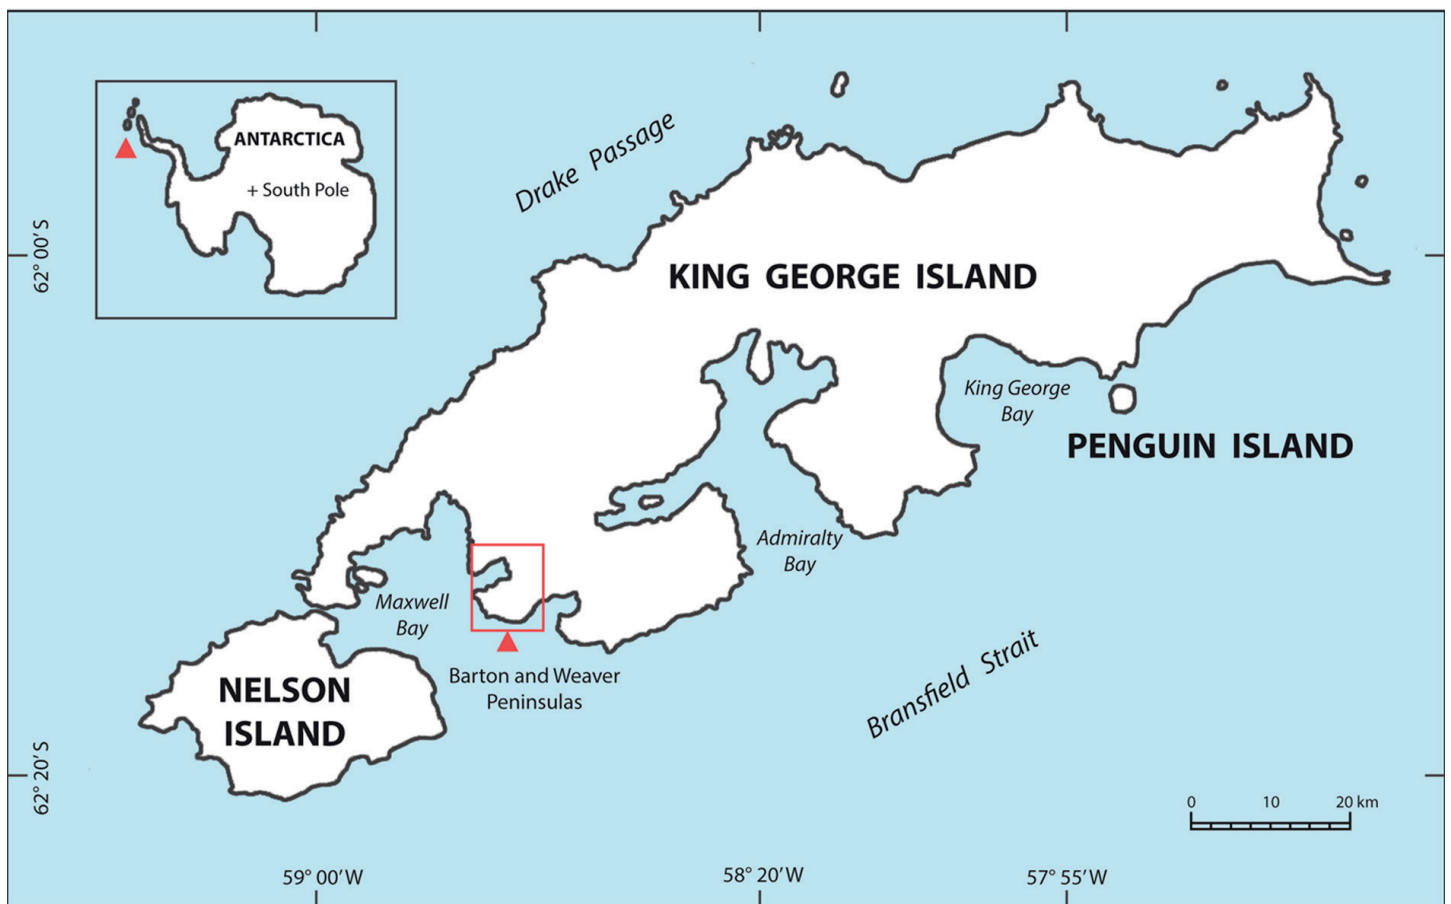 ANTARCTICA
+ South Pole
Drake Passage
62° 00′ S
KING GEORGE ISLAND
King George
Bay
PENGUIN ISLAND
Admiralty
Bay
Maxwell
Bay
Barton and Weaver
Peninsulas
NELSON
ISLAND
Bransfield Strait
62° 20′ S
0 10 20 km
59° 00′ W
58° 20′ W
57° 55′ W